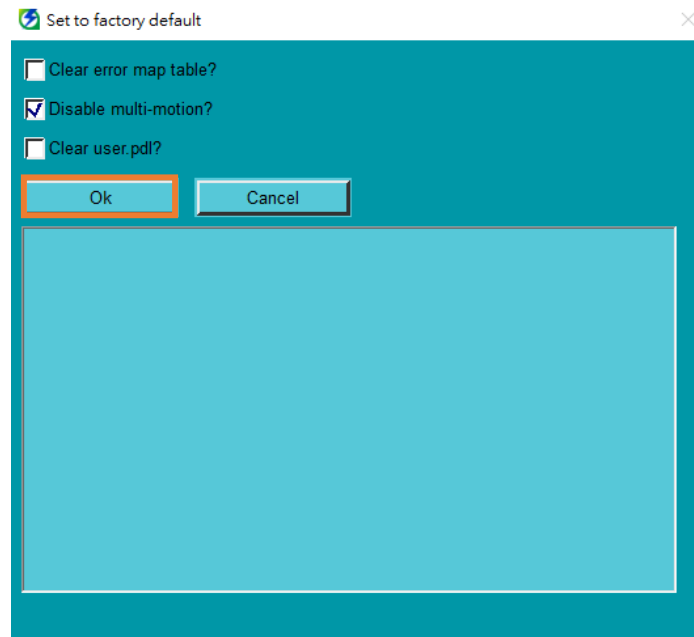 Set to factory default
Clear error map table?
Disable multi-motion?
Clear user.pdl?
Ok Cancel